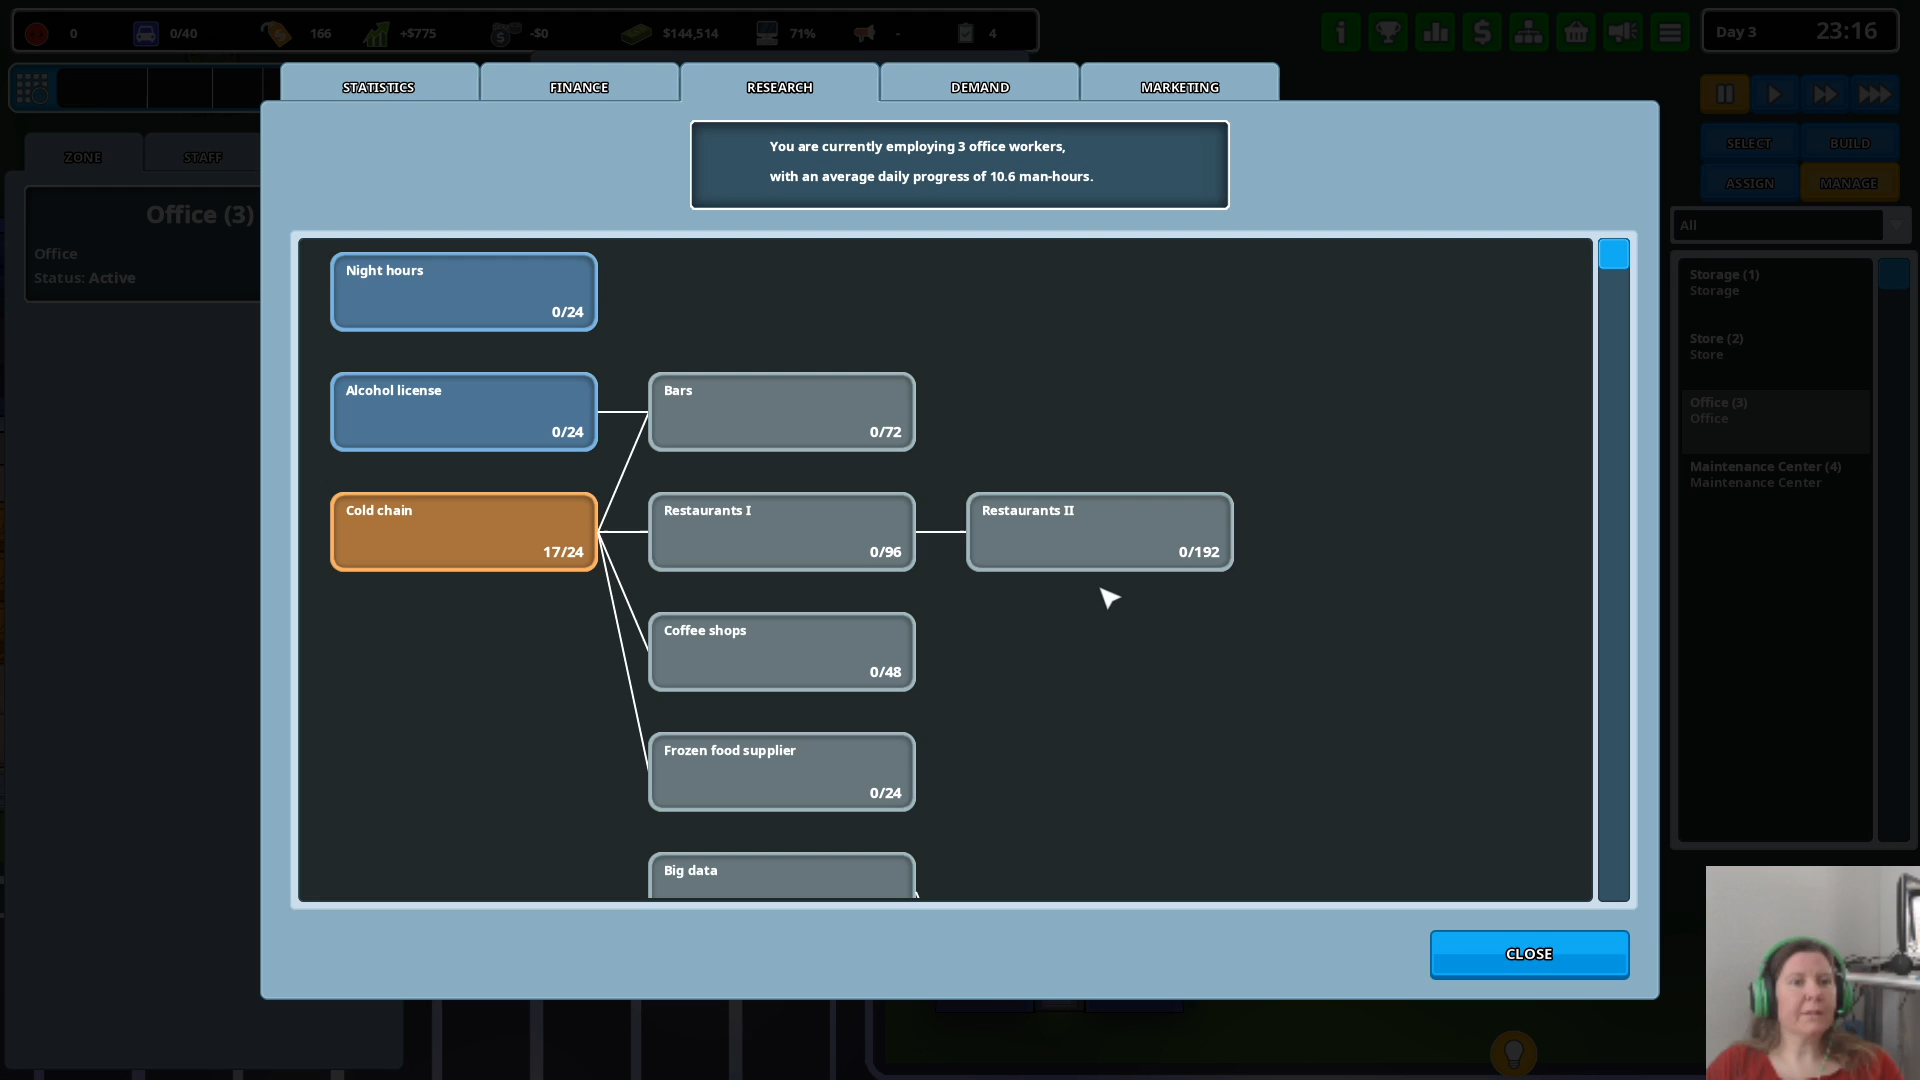 0
0/40
166
+$775
-$0
$144,514
71%
-
4
Day 3
23:16
STATISTICS
FINANCE
RESEARCH
DEMAND
MARKETING
You are currently employing 3 office workers,
with an average daily progress of 10.6 man-hours.
ZONE
STAFF
Office (3)
Office
Status: Active
Night hours
0/24
Alcohol license
0/24
Bars
0/72
Cold chain
17/24
Restaurants I
0/96
Restaurants II
0/192
Coffee shops
0/48
Frozen food supplier
0/24
Big data
CLOSE
SELECT
BUILD
ASSIGN
MANAGE
All
Storage (1)
Storage
Store (2)
Store
Office (3)
Office
Maintenance Center (4)
Maintenance Center